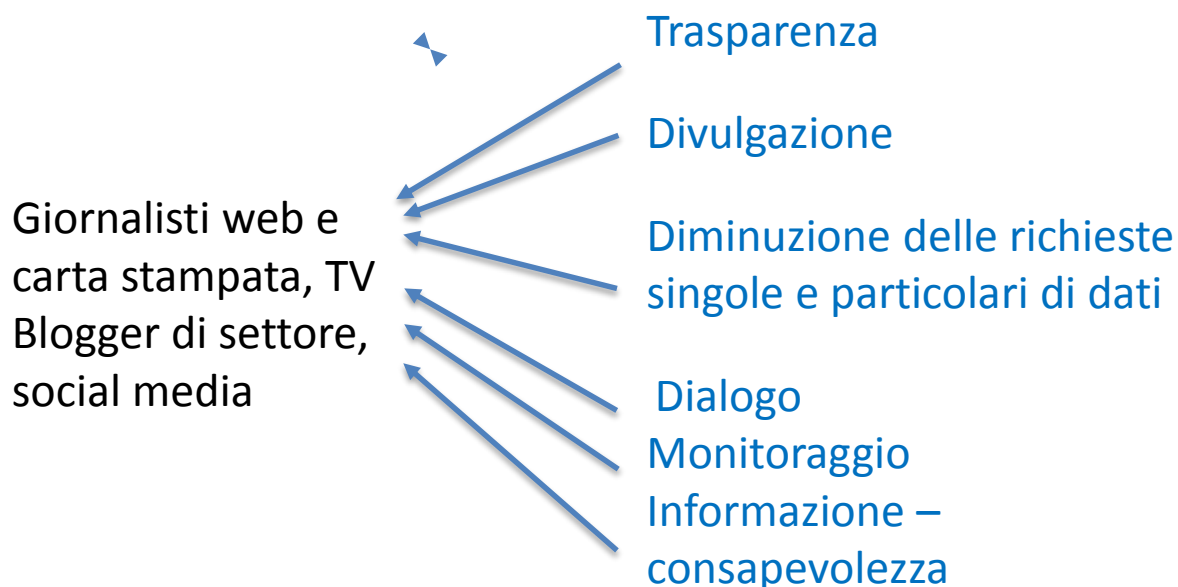 Trasparenza
Divulgazione
Giornalisti web e
carta stampata, TV
Blogger di settore,
social media
Diminuzione delle richieste
singole e particolari di dati
Dialogo
Monitoraggio
Informazione –
consapevolezza